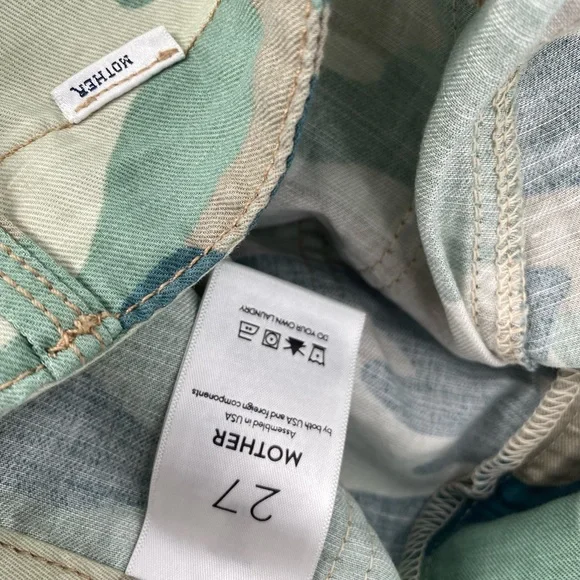 MOTHER
27
MOTHER
Assembled in USA
by both USA and foreign components
DO YOUR OWN LAUNDRY